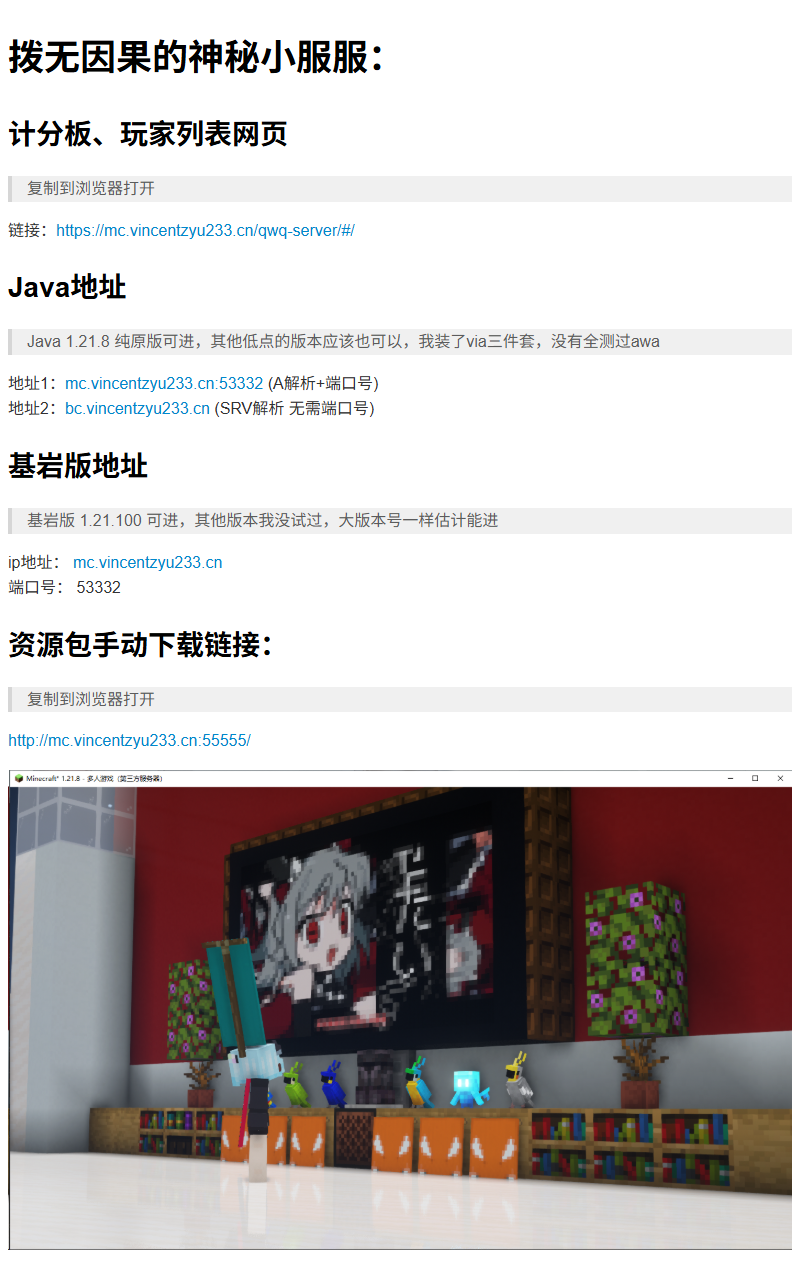 拨无因果的神秘小服服：
计分板、玩家列表网页
复制到浏览器打开
链接：https://mc.vincentzyu233.cn/qwq-server/#/
Java地址
Java 1.21.8 纯原版可进，其他低点的版本应该也可以，我装了via三件套，没有全测过awa
地址1：mc.vincentzyu233.cn:53332 (A解析+端口号)
地址2：bc.vincentzyu233.cn (SRV解析 无需端口号)
基岩版地址
基岩版 1.21.100 可进，其他版本我没试过，大版本号一样估计能进
ip地址： mc.vincentzyu233.cn
端口号： 53332
资源包手动下载链接：
复制到浏览器打开
http://mc.vincentzyu233.cn:55555/
Minecraft* 1.21.8 - 多人游戏（第三方服务器）